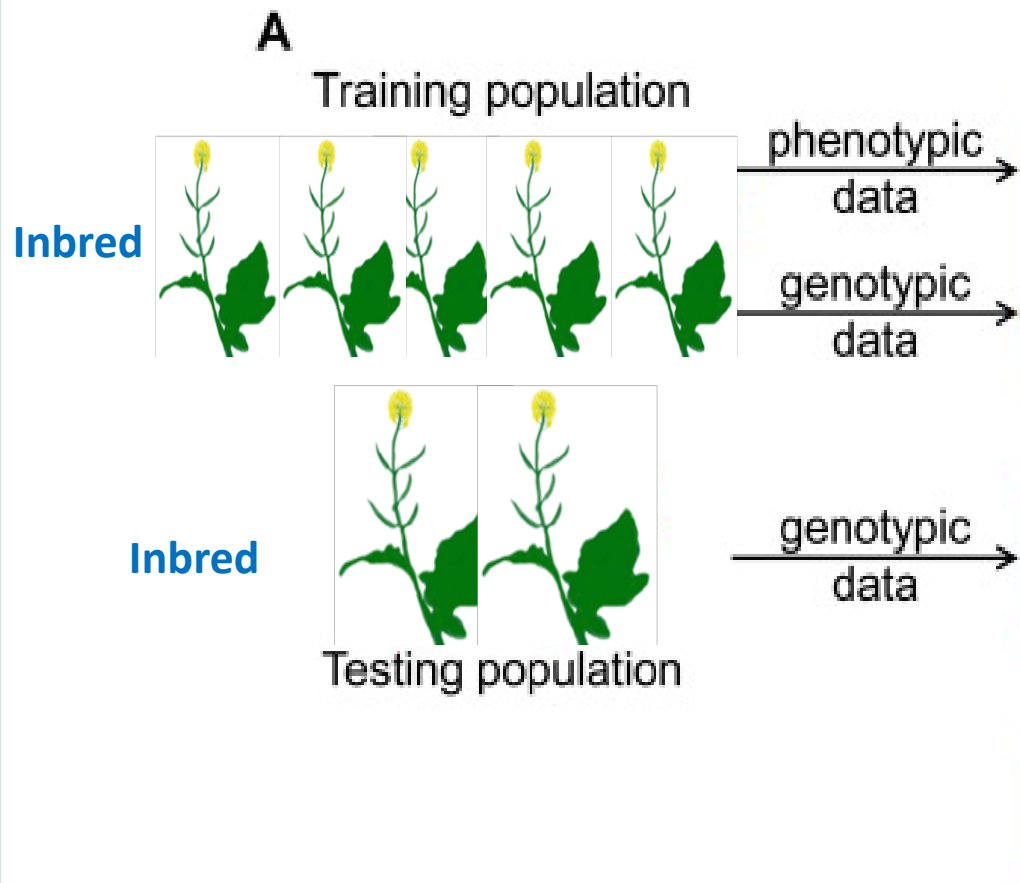 A
Training population
Inbred
phenotypic
data
genotypic
data
Inbred
genotypic
data
Testing population